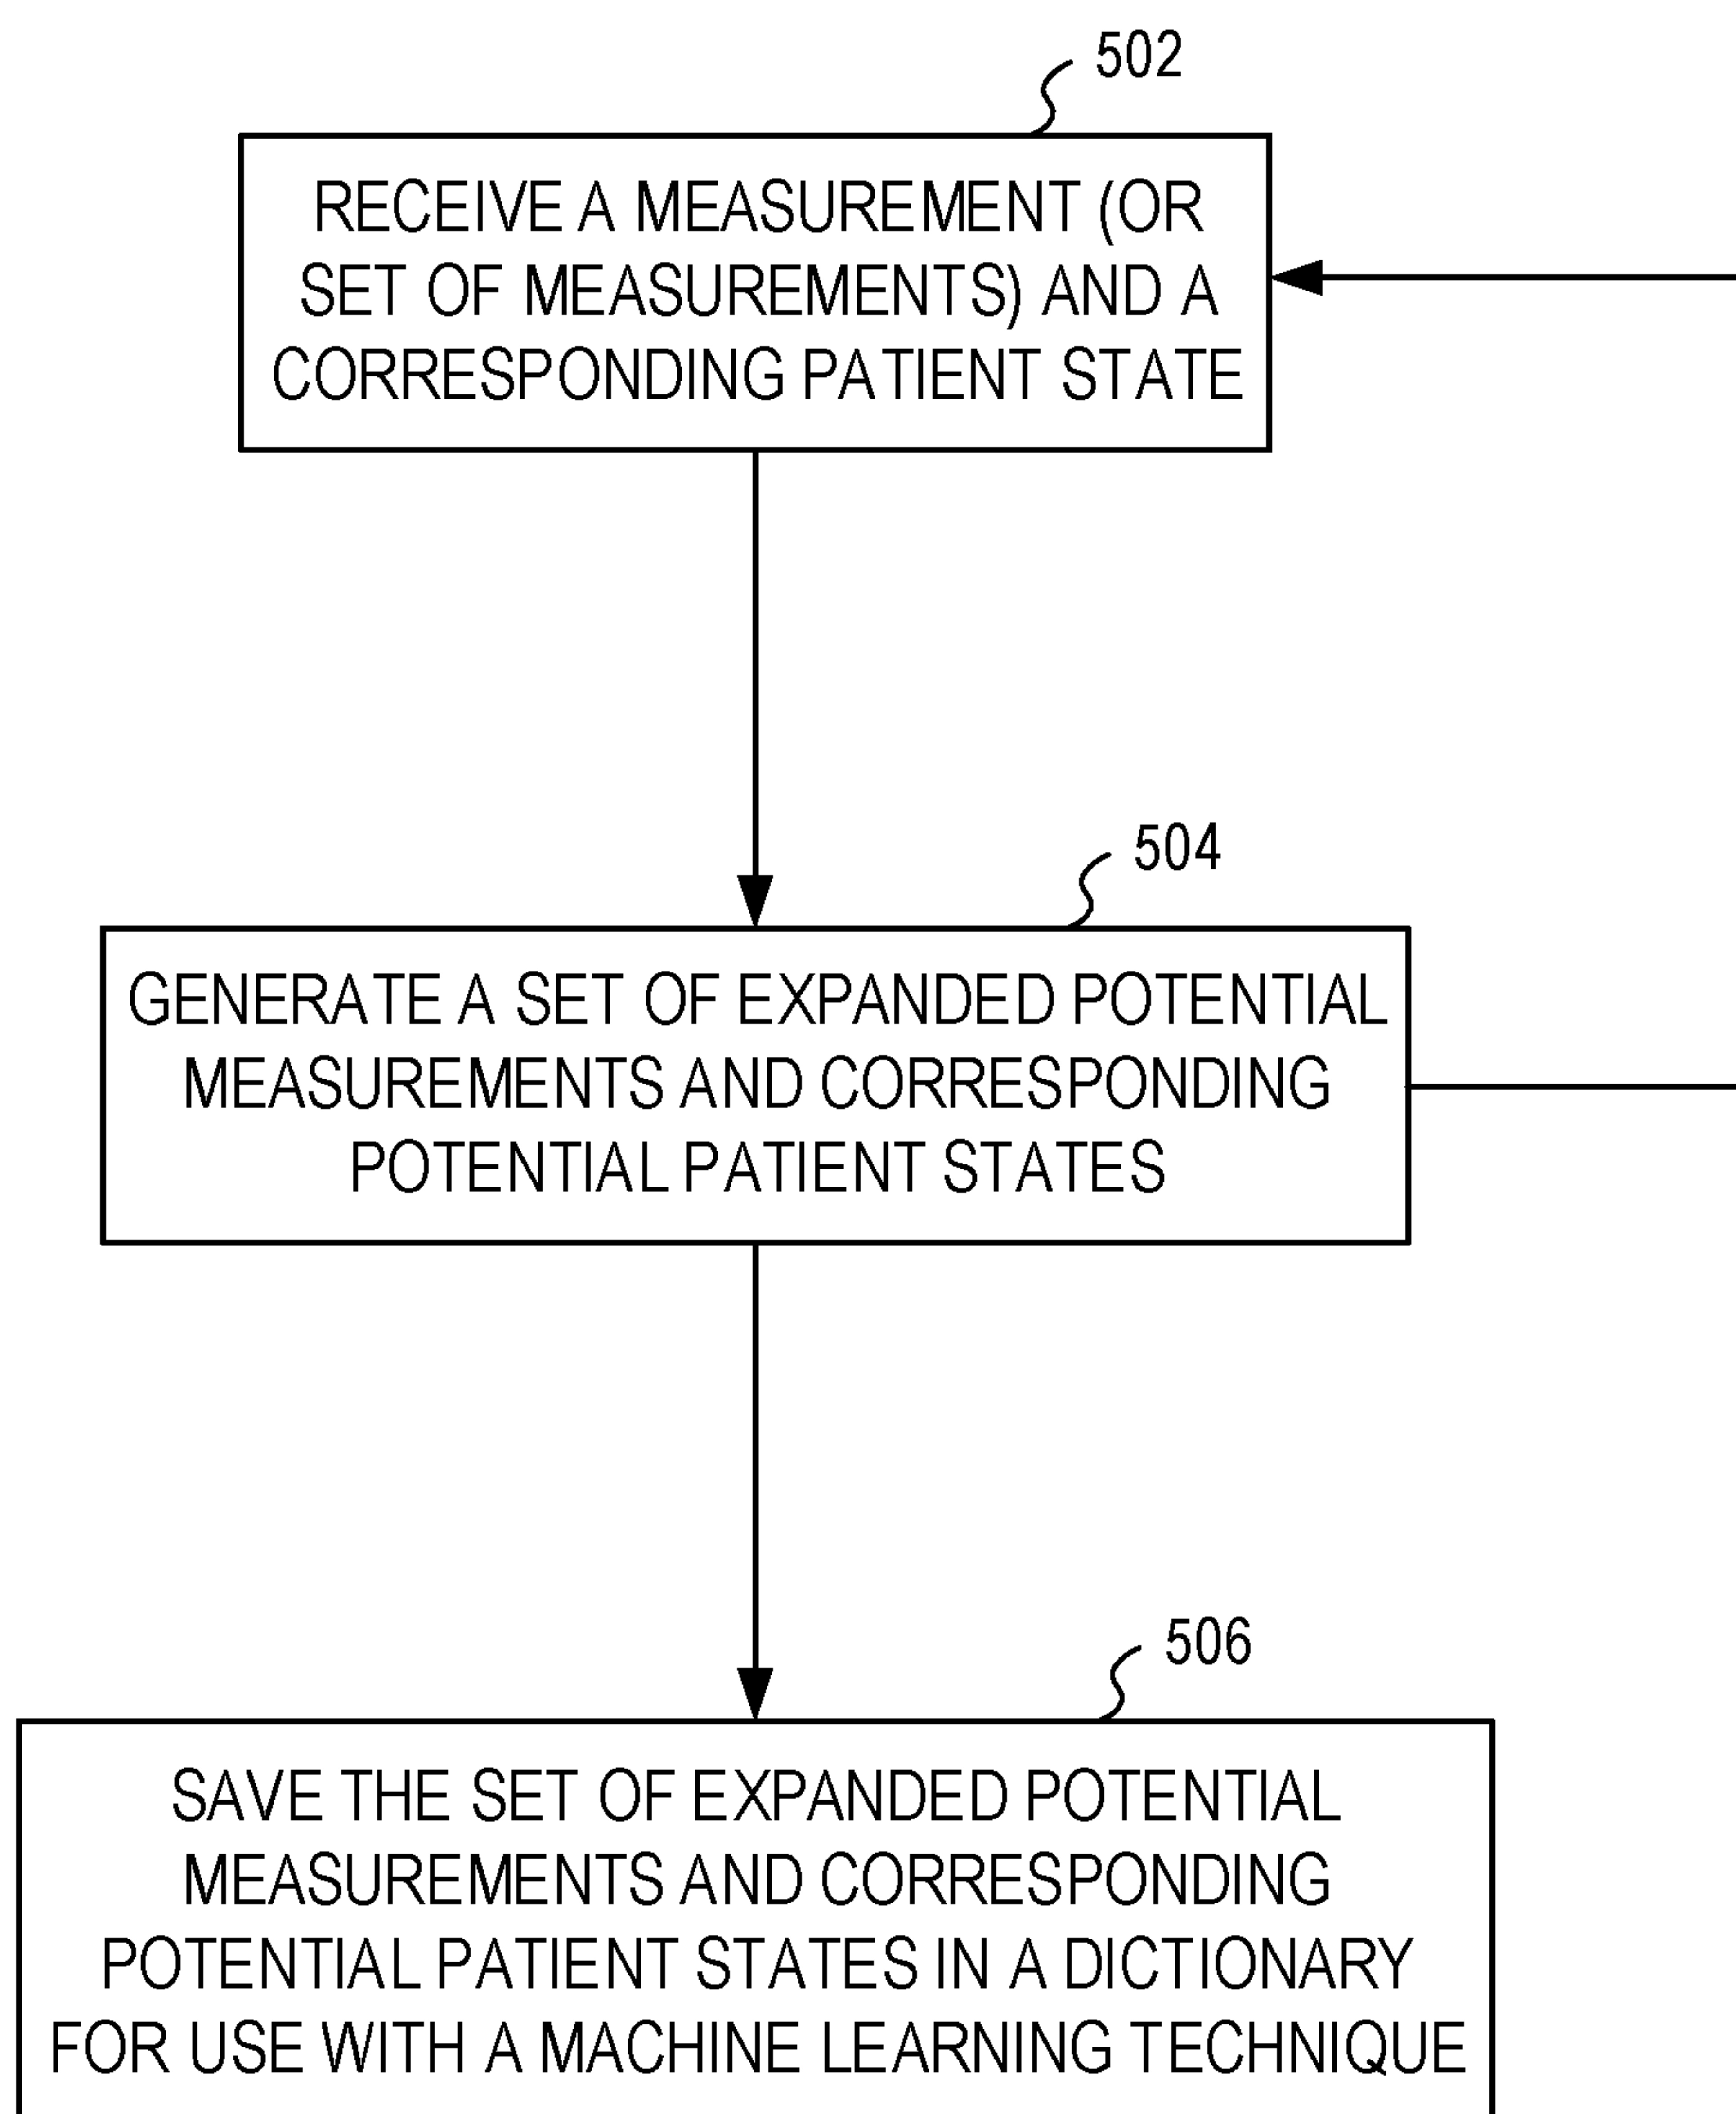 502
RECEIVE A MEASUREMENT (OR
SET OF MEASUREMENTS) AND A
CORRESPONDING PATIENT STATE
504
GENERATE A SET OF EXPANDED POTENTIAL
MEASUREMENTS AND CORRESPONDING
POTENTIAL PATIENT STATES
506
SAVE THE SET OF EXPANDED POTENTIAL
MEASUREMENTS AND CORRESPONDING
POTENTIAL PATIENT STATES IN A DICTIONARY
FOR USE WITH A MACHINE LEARNING TECHNIQUE